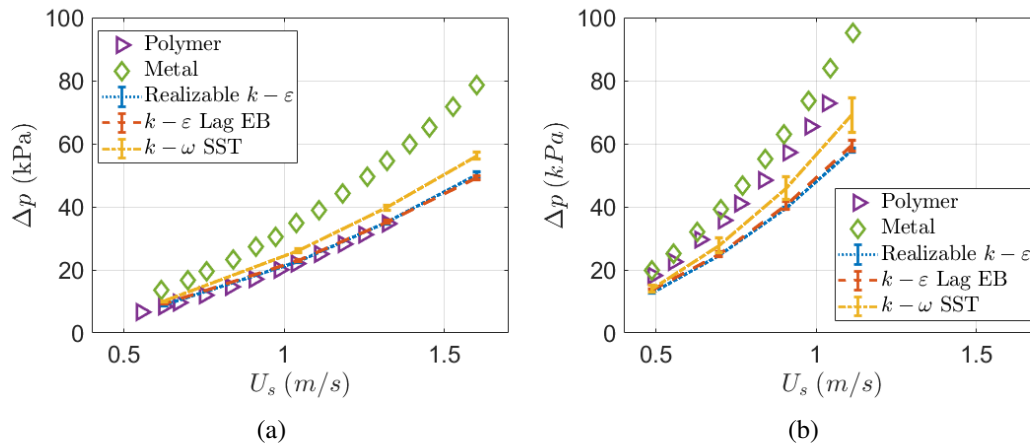 100
80
60
40
20
0
Δp (kPa)
Polymer
Metal
Realizable k − ε
k − ε Lag EB
k − ω SST
0.5
1
1.5
U_s (m/s)
(a)
100
80
60
40
20
0
Δp (kPa)
Polymer
Metal
Realizable k − ε
k − ε Lag EB
k − ω SST
0.5
1
1.5
U_s (m/s)
(b)